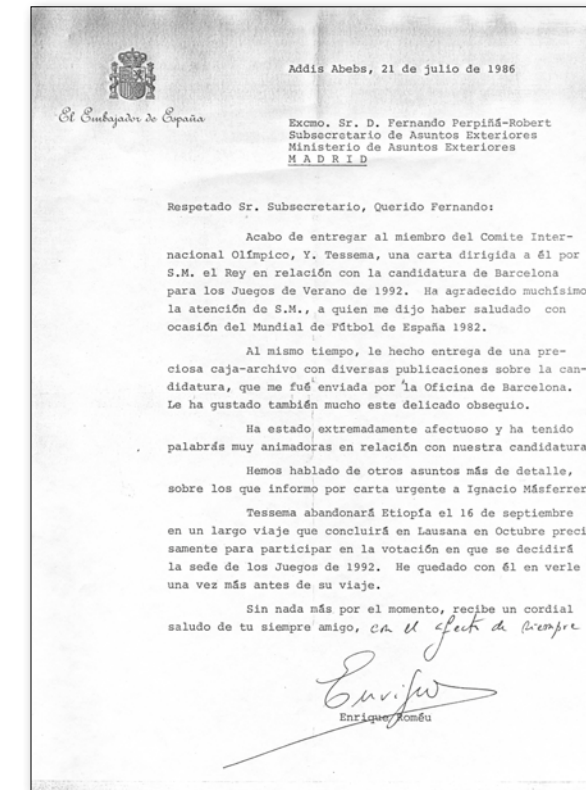 El Embajador de España
Addis Abebs, 21 de julio de 1986
Excmo. Sr. D. Fernando Perpiñá-Robert
Subsecretario de Asuntos Exteriores
Ministerio de Asuntos Exteriores
M A D R I D
Respetado Sr. Subsecretario, Querido Fernando:
Acabo de entregar al miembro del Comite Inter-
nacional Olímpico, Y. Tessema, una carta dirigida a él por
S.M. el Rey en relación con la candidatura de Barcelona
para los Juegos de Verano de 1992. Ha agradecido muchísimo
la atención de S.M., a quien me dijo haber saludado con
ocasión del Mundial de Fútbol de España 1982.
Al mismo tiempo, le hecho entrega de una pre-
ciosa caja-archivo con diversas publicaciones sobre la can-
didatura, que me fué enviada por la Oficina de Barcelona.
Le ha gustado también mucho este delicado obsequio.
Ha estado extremadamente afectuoso y ha tenido
palabras muy animadoras en relación con nuestra candidatura
Hemos hablado de otros asuntos más de detalle,
sobre los que informo por carta urgente a Ignacio Másferrer
Tessema abandonará Etiopía el 16 de septiembre
en un largo viaje que concluirá en Lausana en Octubre preci
samente para participar en la votación en que se decidirá
la sede de los Juegos de 1992. He quedado con él en verle
una vez más antes de su viaje.
Sin nada más por el momento, recibe un cordial
saludo de tu siempre amigo, con el afecto de siempre
Enrique
Enrique Roméu